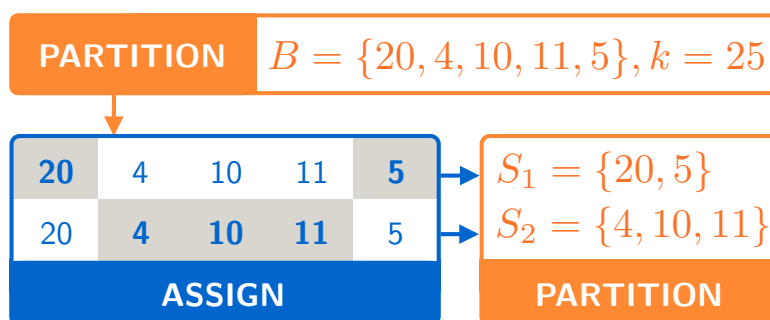 PARTITION B = {20, 4, 10, 11, 5}, k = 25
20 4 10 11 5
20 4 10 11 5
ASSIGN
S₁ = {20, 5}
S₂ = {4, 10, 11}
PARTITION